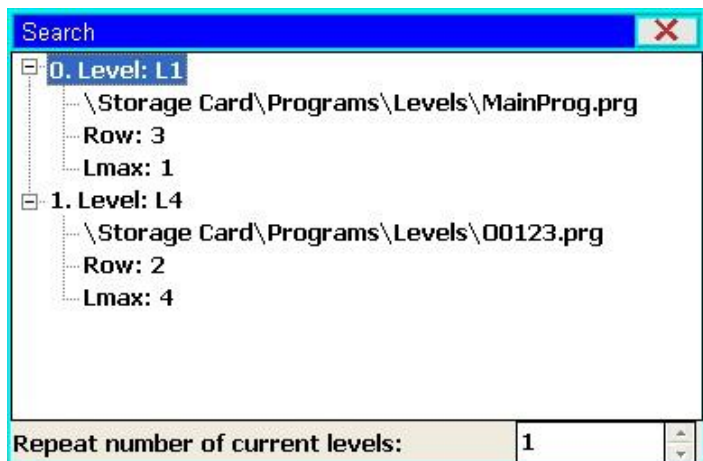 Search
0. Level: L1
\Storage Card\Programs\Levels\MainProg.prg
Row: 3
Lmax: 1
1. Level: L4
\Storage Card\Programs\Levels\O0123.prg
Row: 2
Lmax: 4
Repeat number of current levels: 1